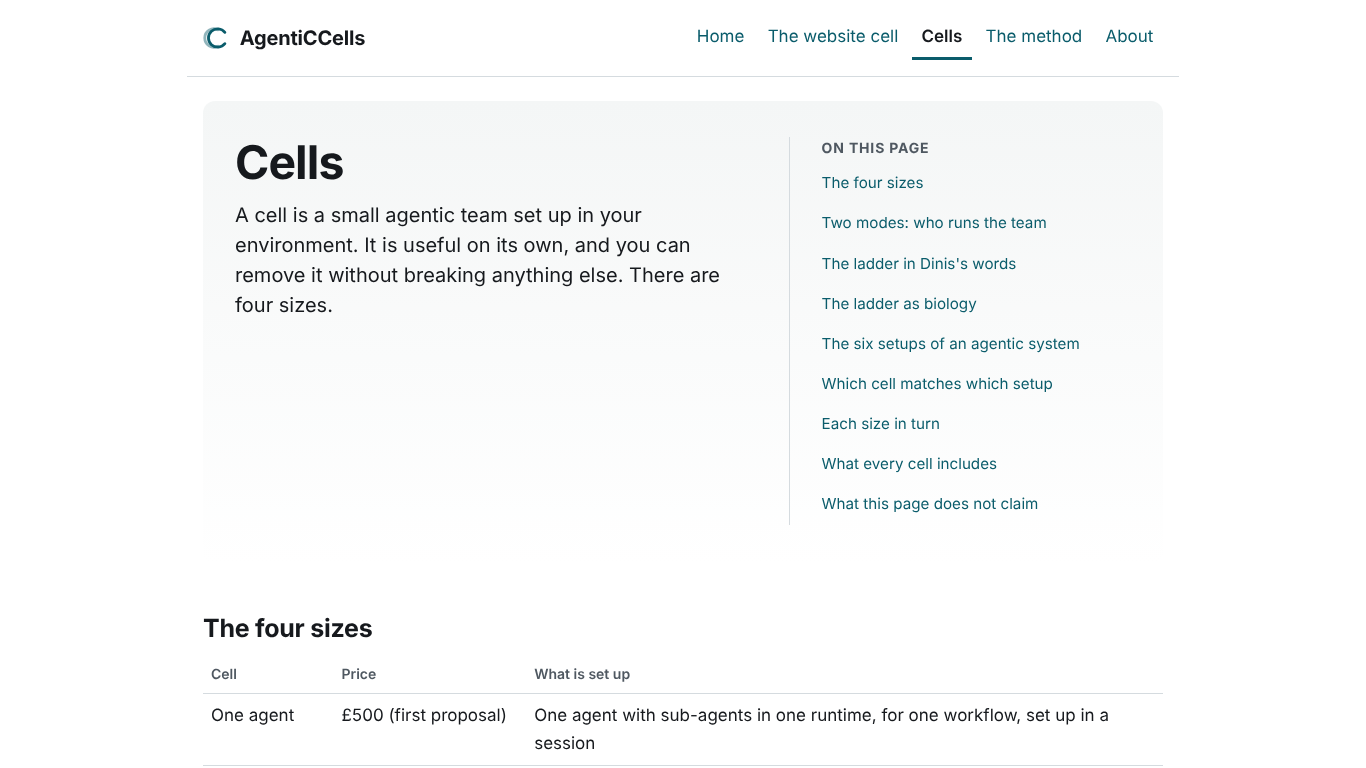 AgentiCCells
Home The website cell Cells The method About
Cells
A cell is a small agentic team set up in your
environment. It is useful on its own, and you can
remove it without breaking anything else. There are
four sizes.
ON THIS PAGE
The four sizes
Two modes: who runs the team
The ladder in Dinis's words
The ladder as biology
The six setups of an agentic system
Which cell matches which setup
Each size in turn
What every cell includes
What this page does not claim
The four sizes
Cell Price What is set up
One agent £500 (first proposal) One agent with sub-agents in one runtime, for one workflow, set up in a
session